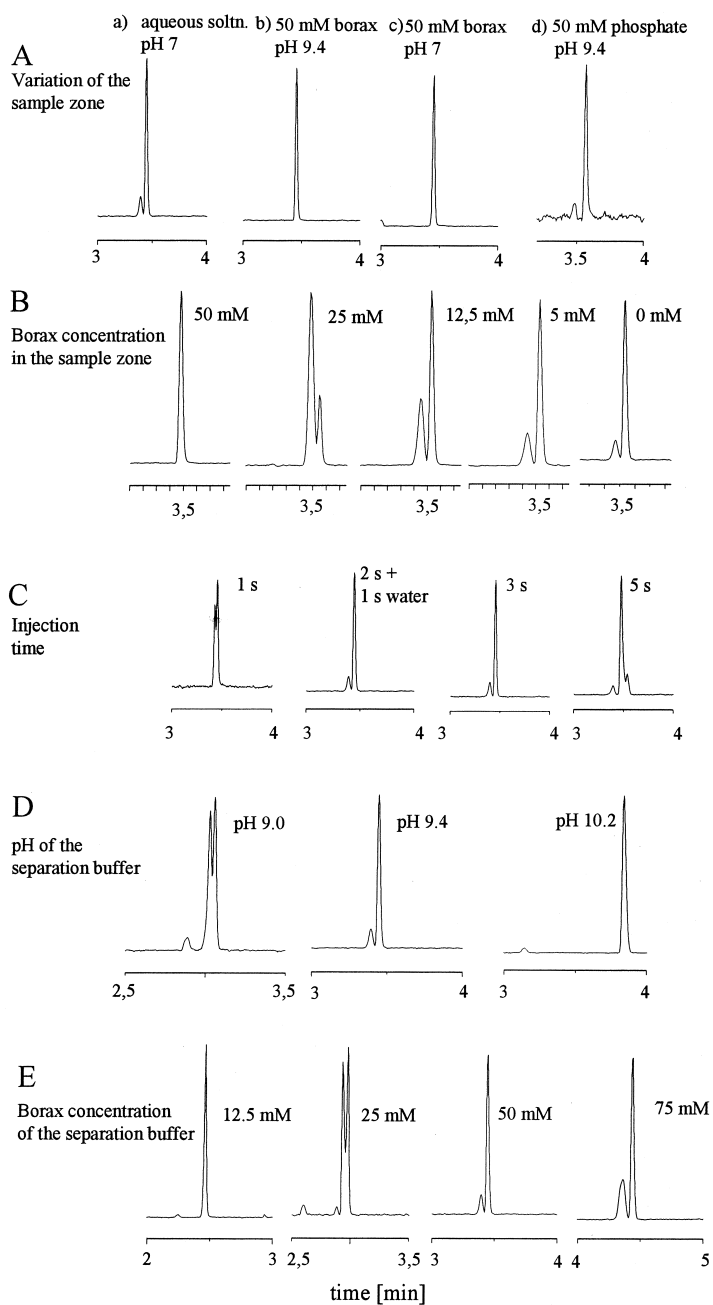 a) aqueous soltn. b) 50 mM borax c) 50 mM borax d) 50 mM phosphate
pH 7 pH 9.4 pH 7 pH 9.4
A
Variation of the
sample zone
3 4 3 4 3 4 3.5 4
B
50 mM 25 mM 12,5 mM 5 mM 0 mM
Borax concentration
in the sample zone
3,5 3,5 3,5 3,5 3,5
C
1 s 2 s + 3 s 5 s
1 s water
Injection
time
3 4 3 4 3 4 3 4
D
pH 9.0 pH 9.4 pH 10.2
pH of the
separation buffer
2,5 3,5 3 4 3 4
E
Borax concentration
of the separation buffer
12.5 mM 25 mM 50 mM 75 mM
2 3 2,5 3,5 3 4 4 5
time [min]